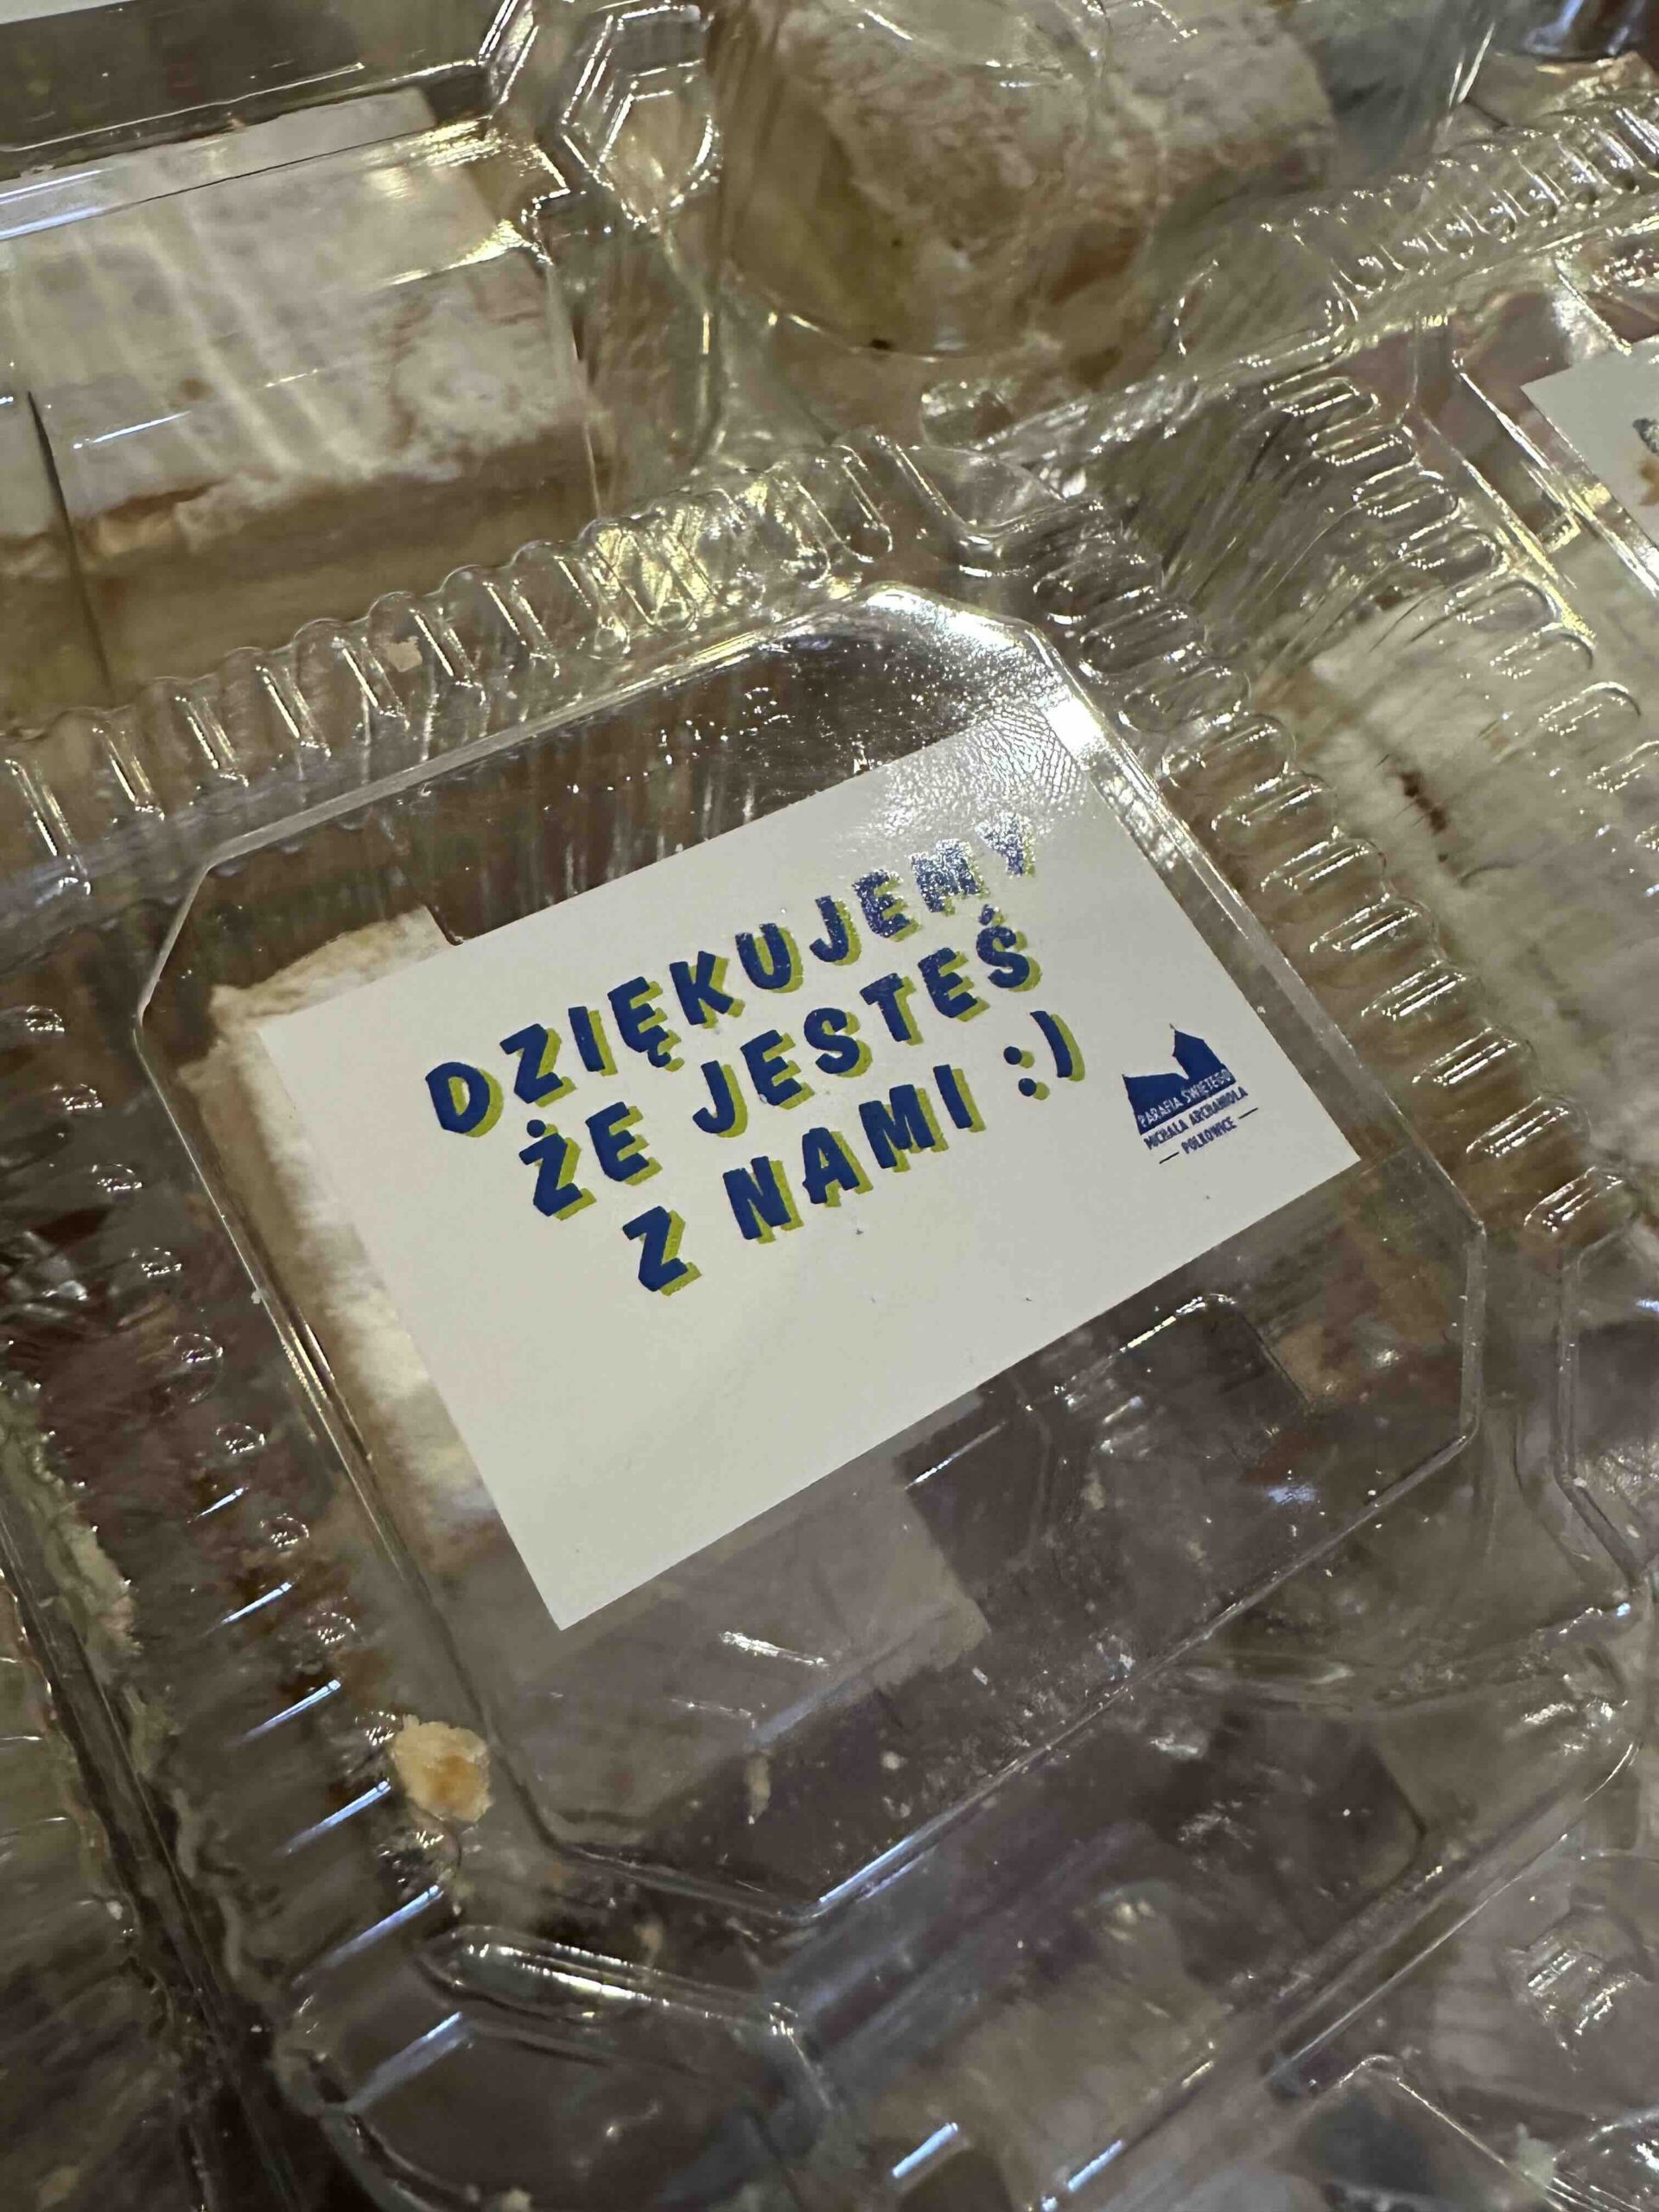 DZIĘKUJEMY
ŻE JESTEŚ
Z NAMI :)
PARAFIA ŚWIĘTEGO
MICHAŁA ARCHANIOŁA
— POLKOWICE —